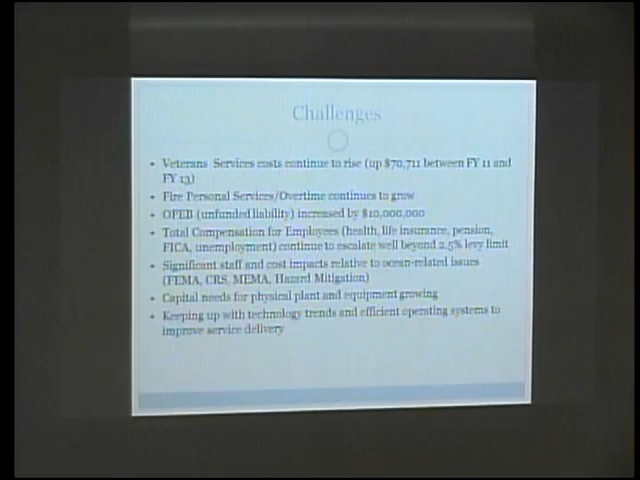 Challenges
• Veterans Services costs continue to rise (up $70,711 between FY 11 and
FY 13)
• Fire Personal Services/Overtime continues to grow
• OPEB (unfunded liability) increased by $10,000,000
• Total Compensation for Employees (health, life insurance, pension,
FICA, unemployment) continue to escalate well beyond 2.5% levy limit
• Significant staff and cost impacts relative to ocean-related issues
(FEMA, CRS, MEMA, Hazard Mitigation)
• Capital needs for physical plant and equipment growing
• Keeping up with technology trends and efficient operating systems to
improve service delivery